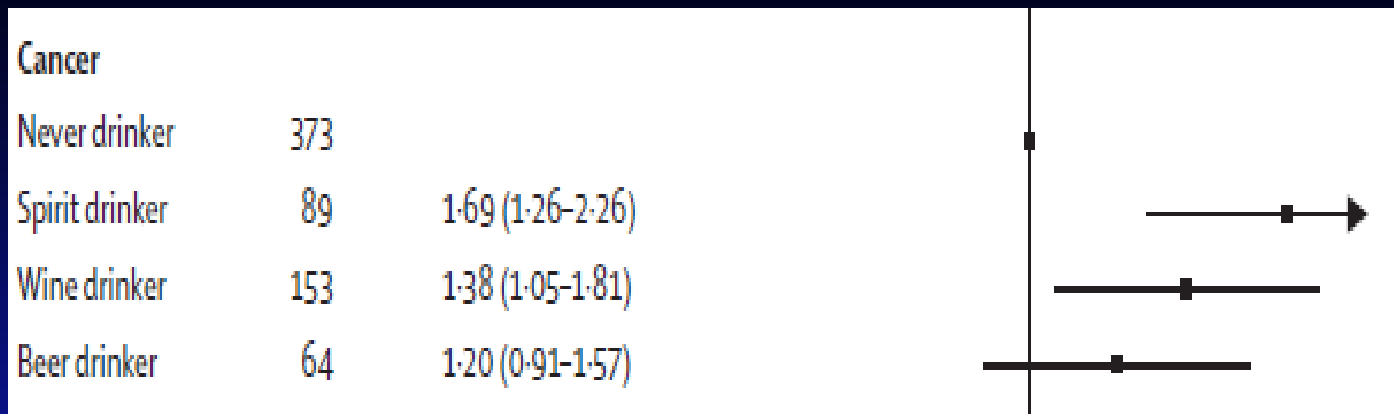 Cancer
Never drinker 373
Spirit drinker 89 1·69 (1·26–2·26)
Wine drinker 153 1·38 (1·05–1·81)
Beer drinker 64 1·20 (0·91–1·57)